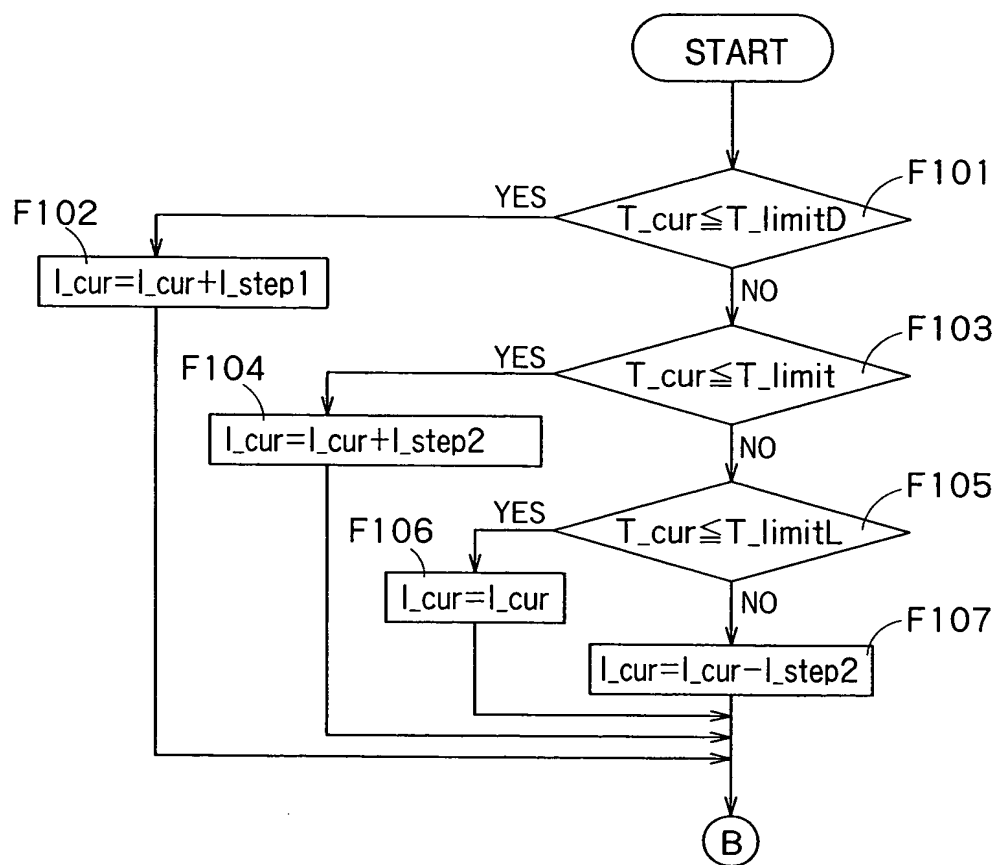 START
F101
YES
T_cur≦T_limitD
F102
I_cur=I_cur+I_step1
NO
F103
YES
T_cur≦T_limit
F104
I_cur=I_cur+I_step2
NO
F105
YES
T_cur≦T_limitL
F106
I_cur=I_cur
NO
F107
I_cur=I_cur−I_step2
B